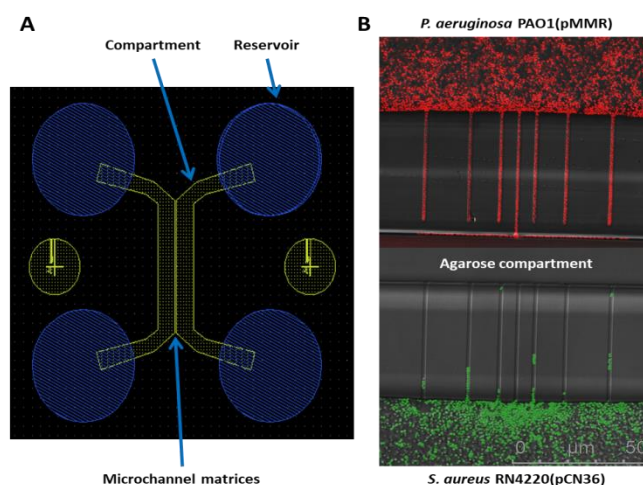 A
B
P. aeruginosa PAO1(pMMR)
Compartment
Reservoir
Agarose compartment
Microchannel matrices
0
µm
50
S. aureus RN4220(pCN36)